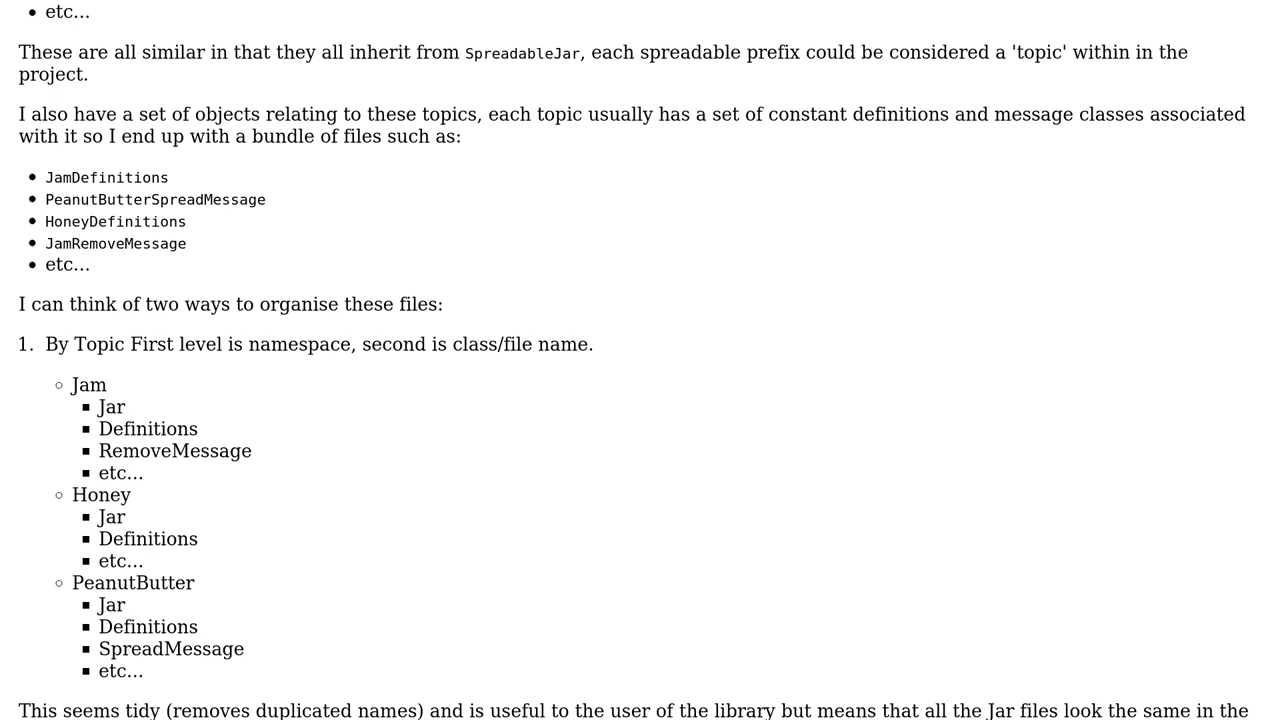 etc...
These are all similar in that they all inherit from SpreadableJar, each spreadable prefix could be considered a 'topic' within in the
project.
I also have a set of objects relating to these topics, each topic usually has a set of constant definitions and message classes associated
with it so I end up with a bundle of files such as:
JamDefinitions
PeanutButterSpreadMessage
HoneyDefinitions
JamRemoveMessage
etc...
I can think of two ways to organise these files:
1. By Topic First level is namespace, second is class/file name.
Jam
Jar
Definitions
RemoveMessage
etc...
Honey
Jar
Definitions
etc...
PeanutButter
Jar
Definitions
SpreadMessage
etc...
This seems tidy (removes duplicated names) and is useful to the user of the library but means that all the Jar files look the same in the